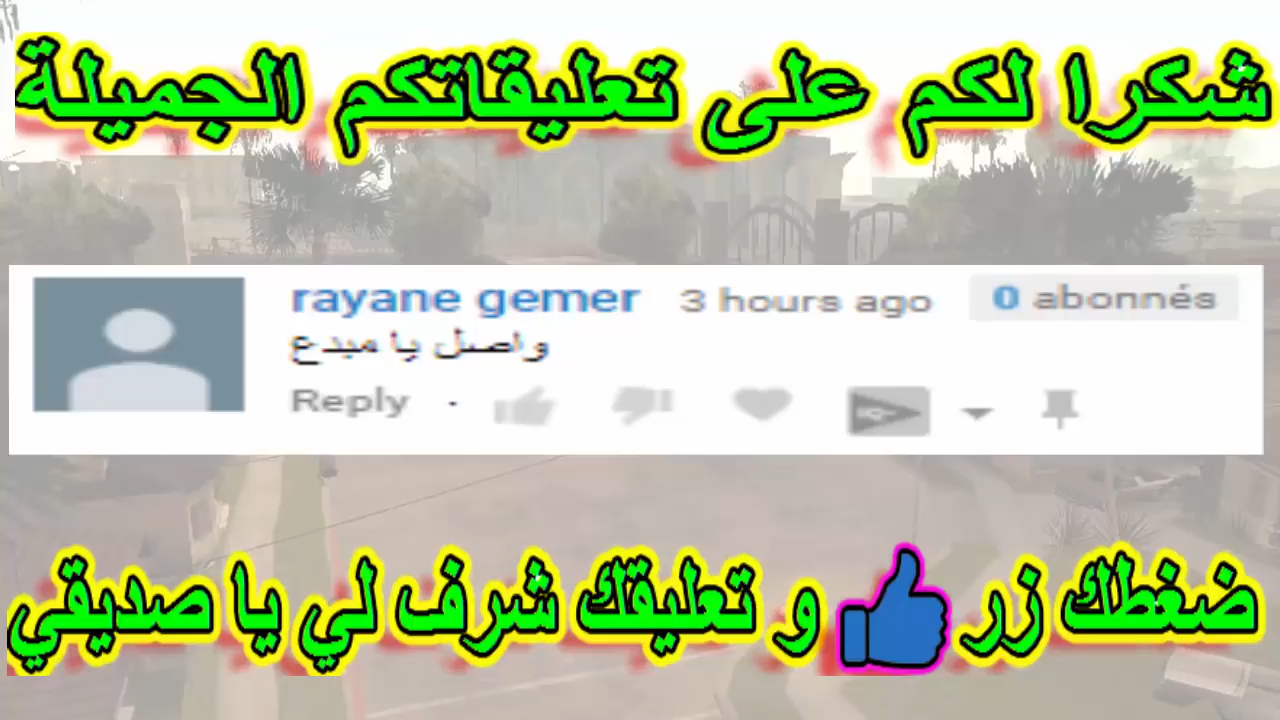 شكرا لكم على تعليقاتكم الجميلة
rayane gemer 3 hours ago 0 abonnés
واصل يا مبدع
Reply ·
ضغطك زر و تعليقك شرف لي يا صديقي